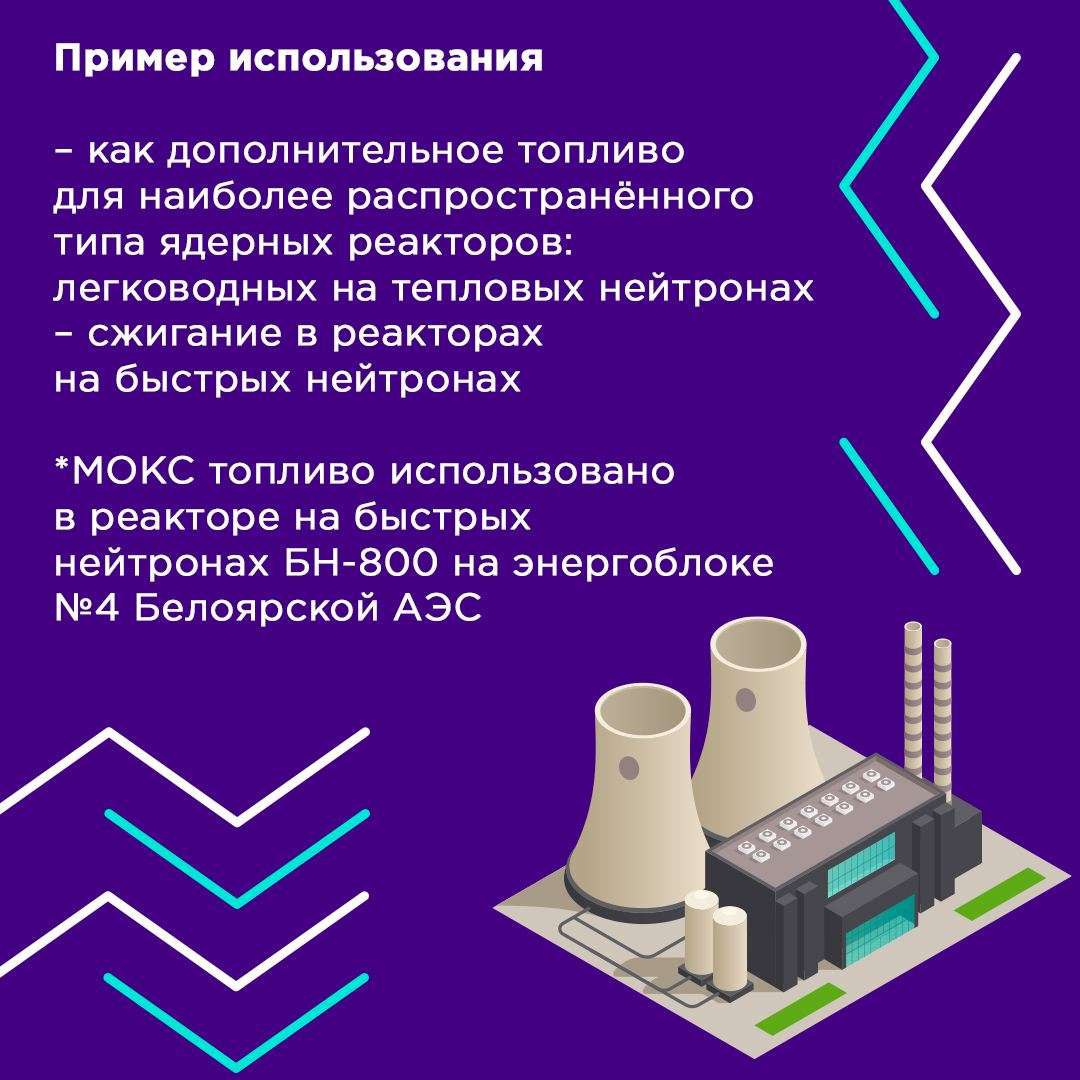 Пример использования
– как дополнительное топливо
для наиболее распространённого
типа ядерных реакторов:
легководных на тепловых нейтронах
– сжигание в реакторах
на быстрых нейтронах
*МОКС топливо использовано
в реакторе на быстрых
нейтронах БН-800 на энергоблоке
№4 Белоярской АЭС